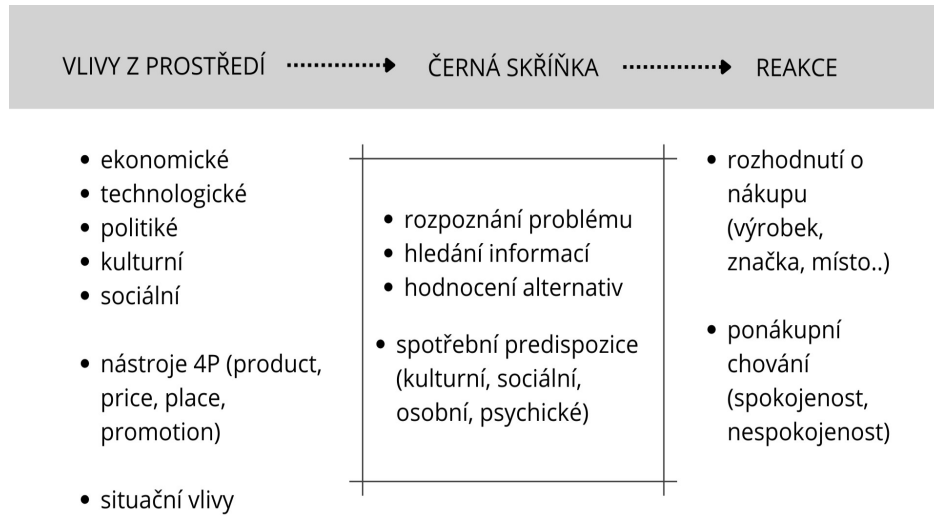 VLIVY Z PROSTŘEDÍ
ČERNÁ SKŘÍŇKA
REAKCE
• ekonomické
• technologické
• politiké
• kulturní
• sociální
• nástroje 4P (product,
price, place,
promotion)
• situační vlivy
• rozpoznání problému
• hledání informací
• hodnocení alternativ
• spotřební predispozice
(kulturní, sociální,
osobní, psychické)
• rozhodnutí o
nákupu
(výrobek,
značka, místo..)
• ponákupní
chování
(spokojenost,
nespokojenost)